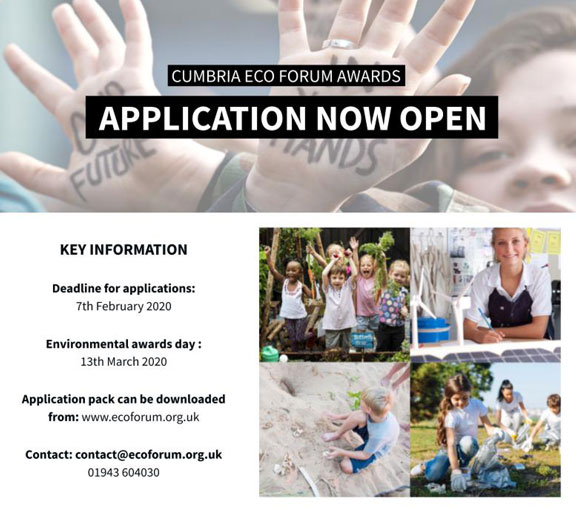 CUMBRIA ECO FORUM AWARDS
APPLICATION NOW OPEN
OUR
FUTURE
IN
HANDS
KEY INFORMATION
Deadline for applications:
7th February 2020
Environmental awards day :
13th March 2020
Application pack can be downloaded
from: www.ecoforum.org.uk
Contact: contact@ecoforum.org.uk
01943 604030